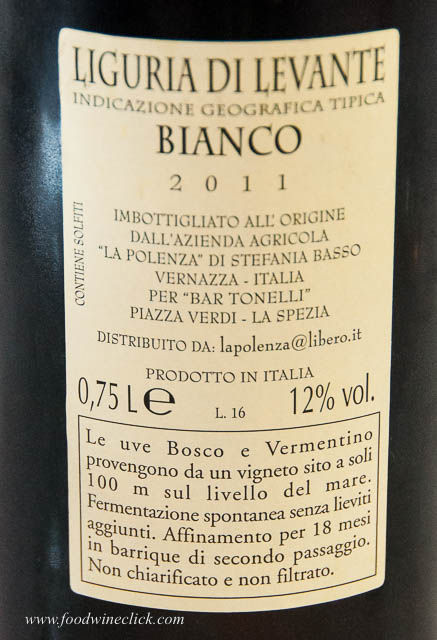 LIGURIA DI LEVANTE
INDICAZIONE GEOGRAFICA TIPICA
BIANCO
2011
IMBOTTIGLIATO ALL' ORIGINE
DALL'AZIENDA AGRICOLA
"LA POLENZA" DI STEFANIA BASSO
VERNAZZA - ITALIA
PER "BAR TONELLI"
PIAZZA VERDI - LA SPEZIA
DISTRIBUITO DA: lapolenza@libero.it
PRODOTTO IN ITALIA
0,75 L e L. 16 12% vol.
CONTIENE SOLFITI
Le uve Bosco e Vermentino
provengono da un vigneto sito a soli
100 m sul livello del mare.
Fermentazione spontanea senza lieviti
aggiunti. Affinamento per 18 mesi
in barrique di secondo passaggio.
Non chiarificato e non filtrato.
www.foodwineclick.com